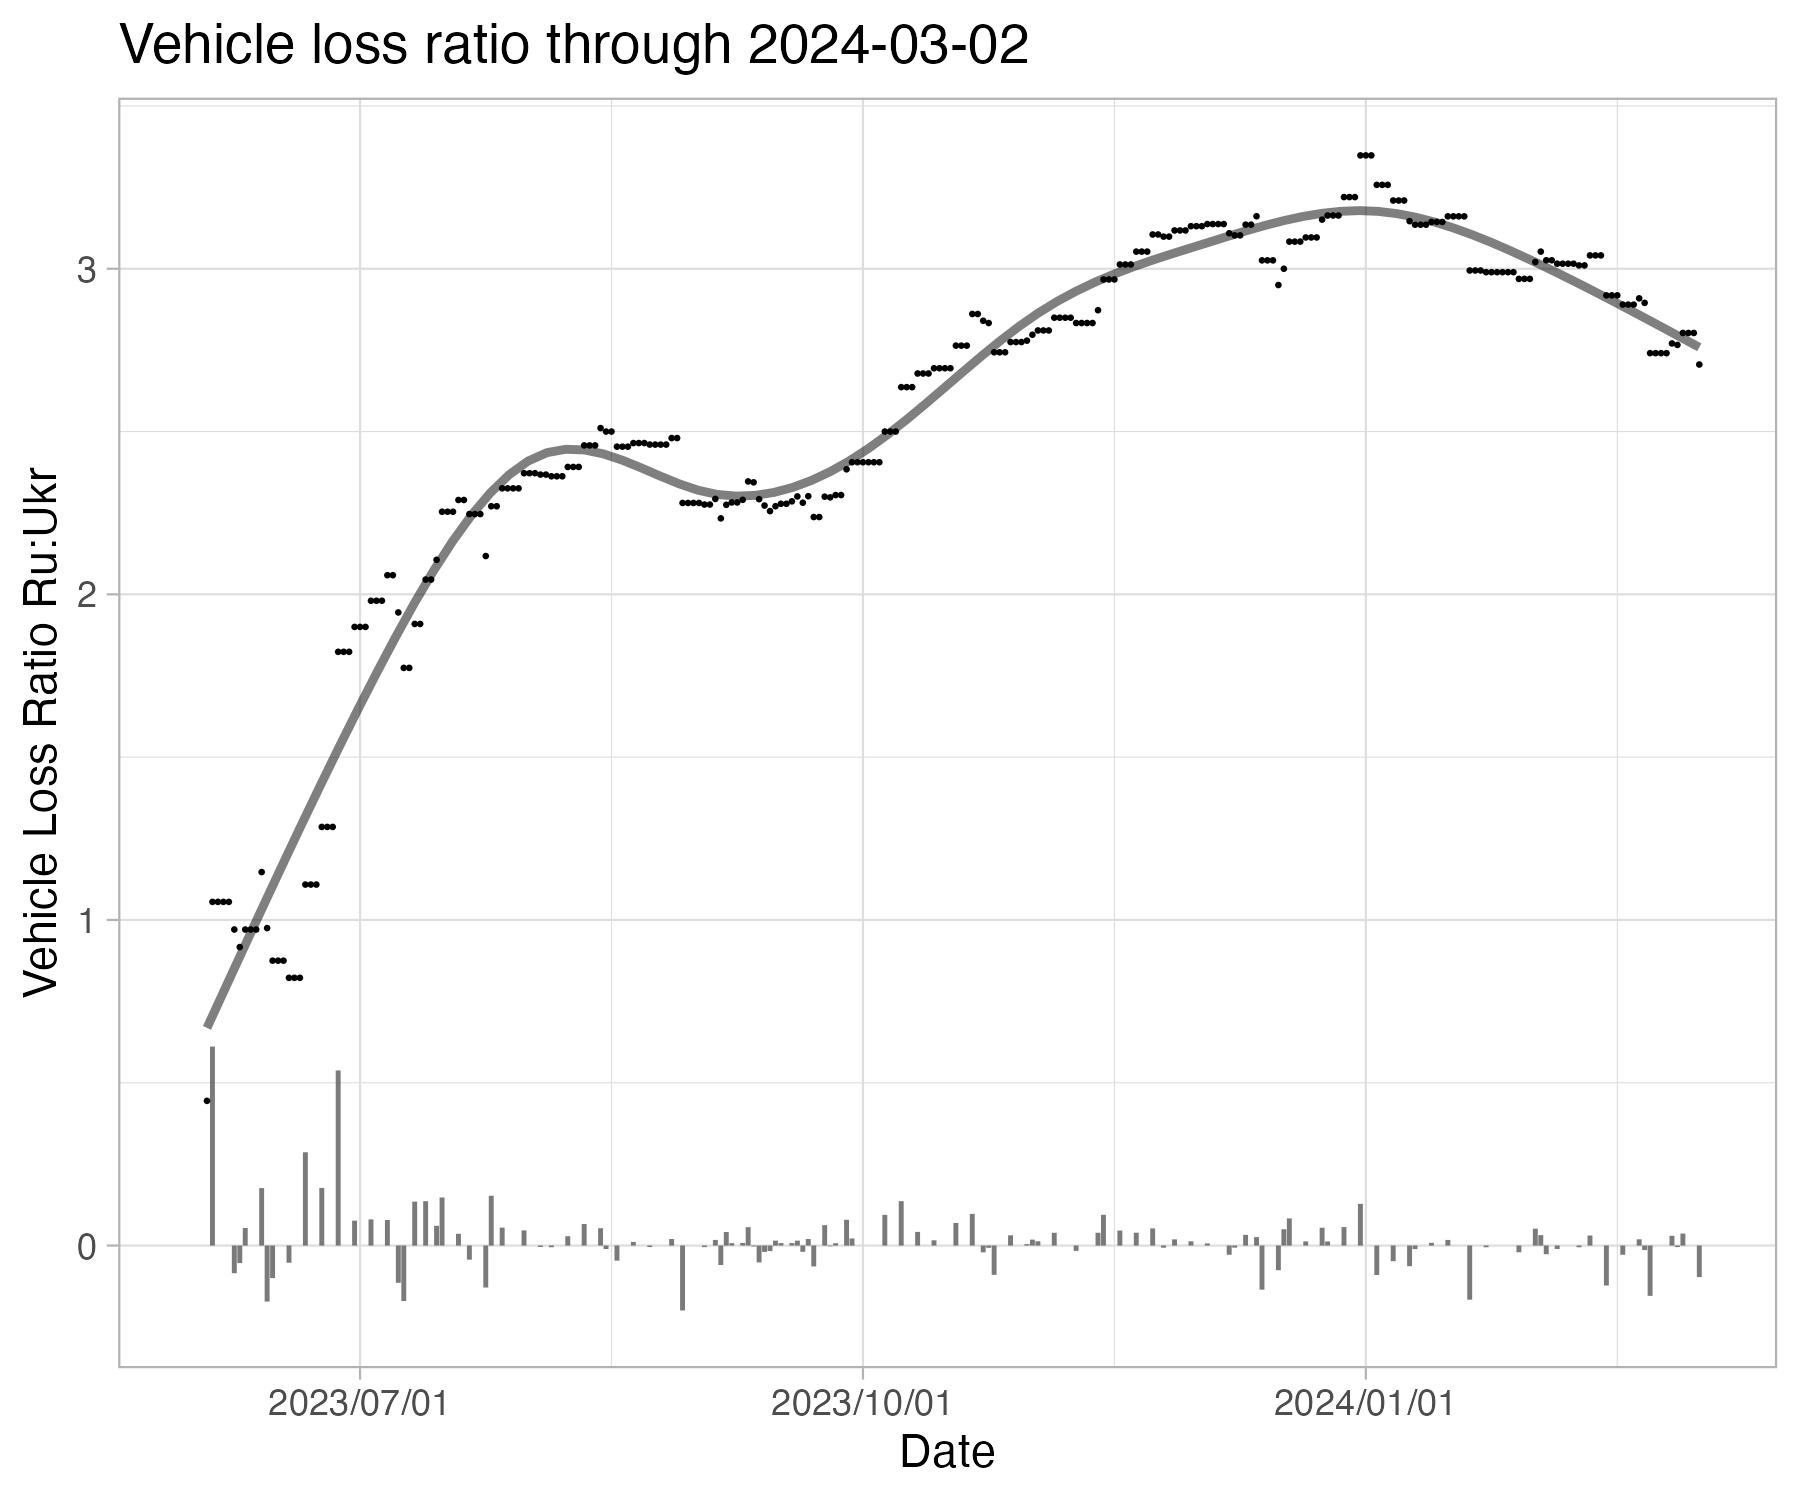 Vehicle loss ratio through 2024-03-02
Vehicle Loss Ratio Ru:Ukr
3
2
1
0
2023/07/01
2023/10/01
2024/01/01
Date